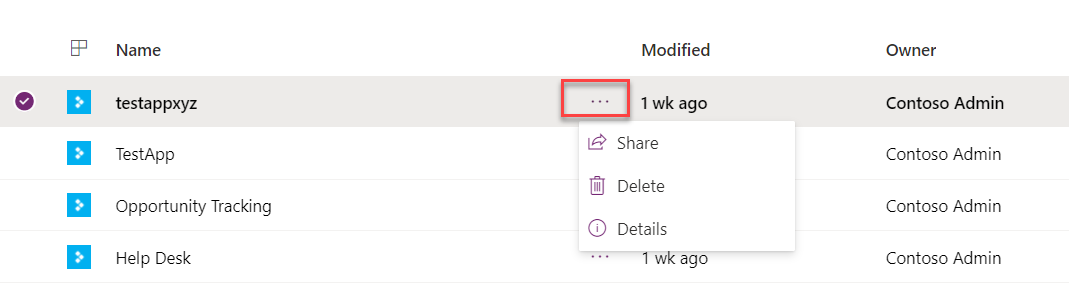 Name Modified Owner
testappxyz ... 1 wk ago Contoso Admin
Share
TestApp Contoso Admin
Delete
Opportunity Tracking Contoso Admin
Details
Help Desk ... 1 wk ago Contoso Admin